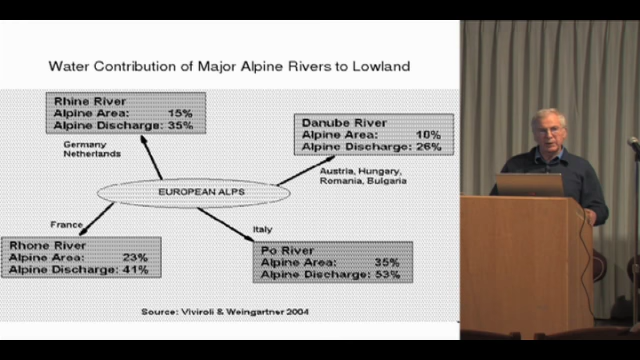 Water Contribution of Major Alpine Rivers to Lowland
Rhine River
Alpine Area: 15%
Alpine Discharge: 35%
Germany
Netherlands
Danube River
Alpine Area: 10%
Alpine Discharge: 26%
Austria, Hungary,
Romania, Bulgaria
EUROPEAN ALPS
France
Rhone River
Alpine Area: 23%
Alpine Discharge: 41%
Italy
Po River
Alpine Area: 35%
Alpine Discharge: 53%
Source: Viviroli & Weingartner 2004